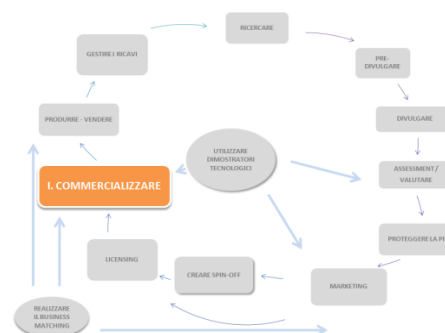 RICERCARE
GESTIRE I RICAVI
PRE-
DIVULGARE
PRODURRE - VENDERE
DIVULGARE
UTILIZZARE
DIMOSTRATORI
TECNOLOGICI
ASSESSMENT/
VALUTARE
I. COMMERCIALIZZARE
PROTEGGERE LA PI
LICENSING
CREARE SPIN-OFF
MARKETING
REALIZZARE
IL BUSINESS
MATCHING